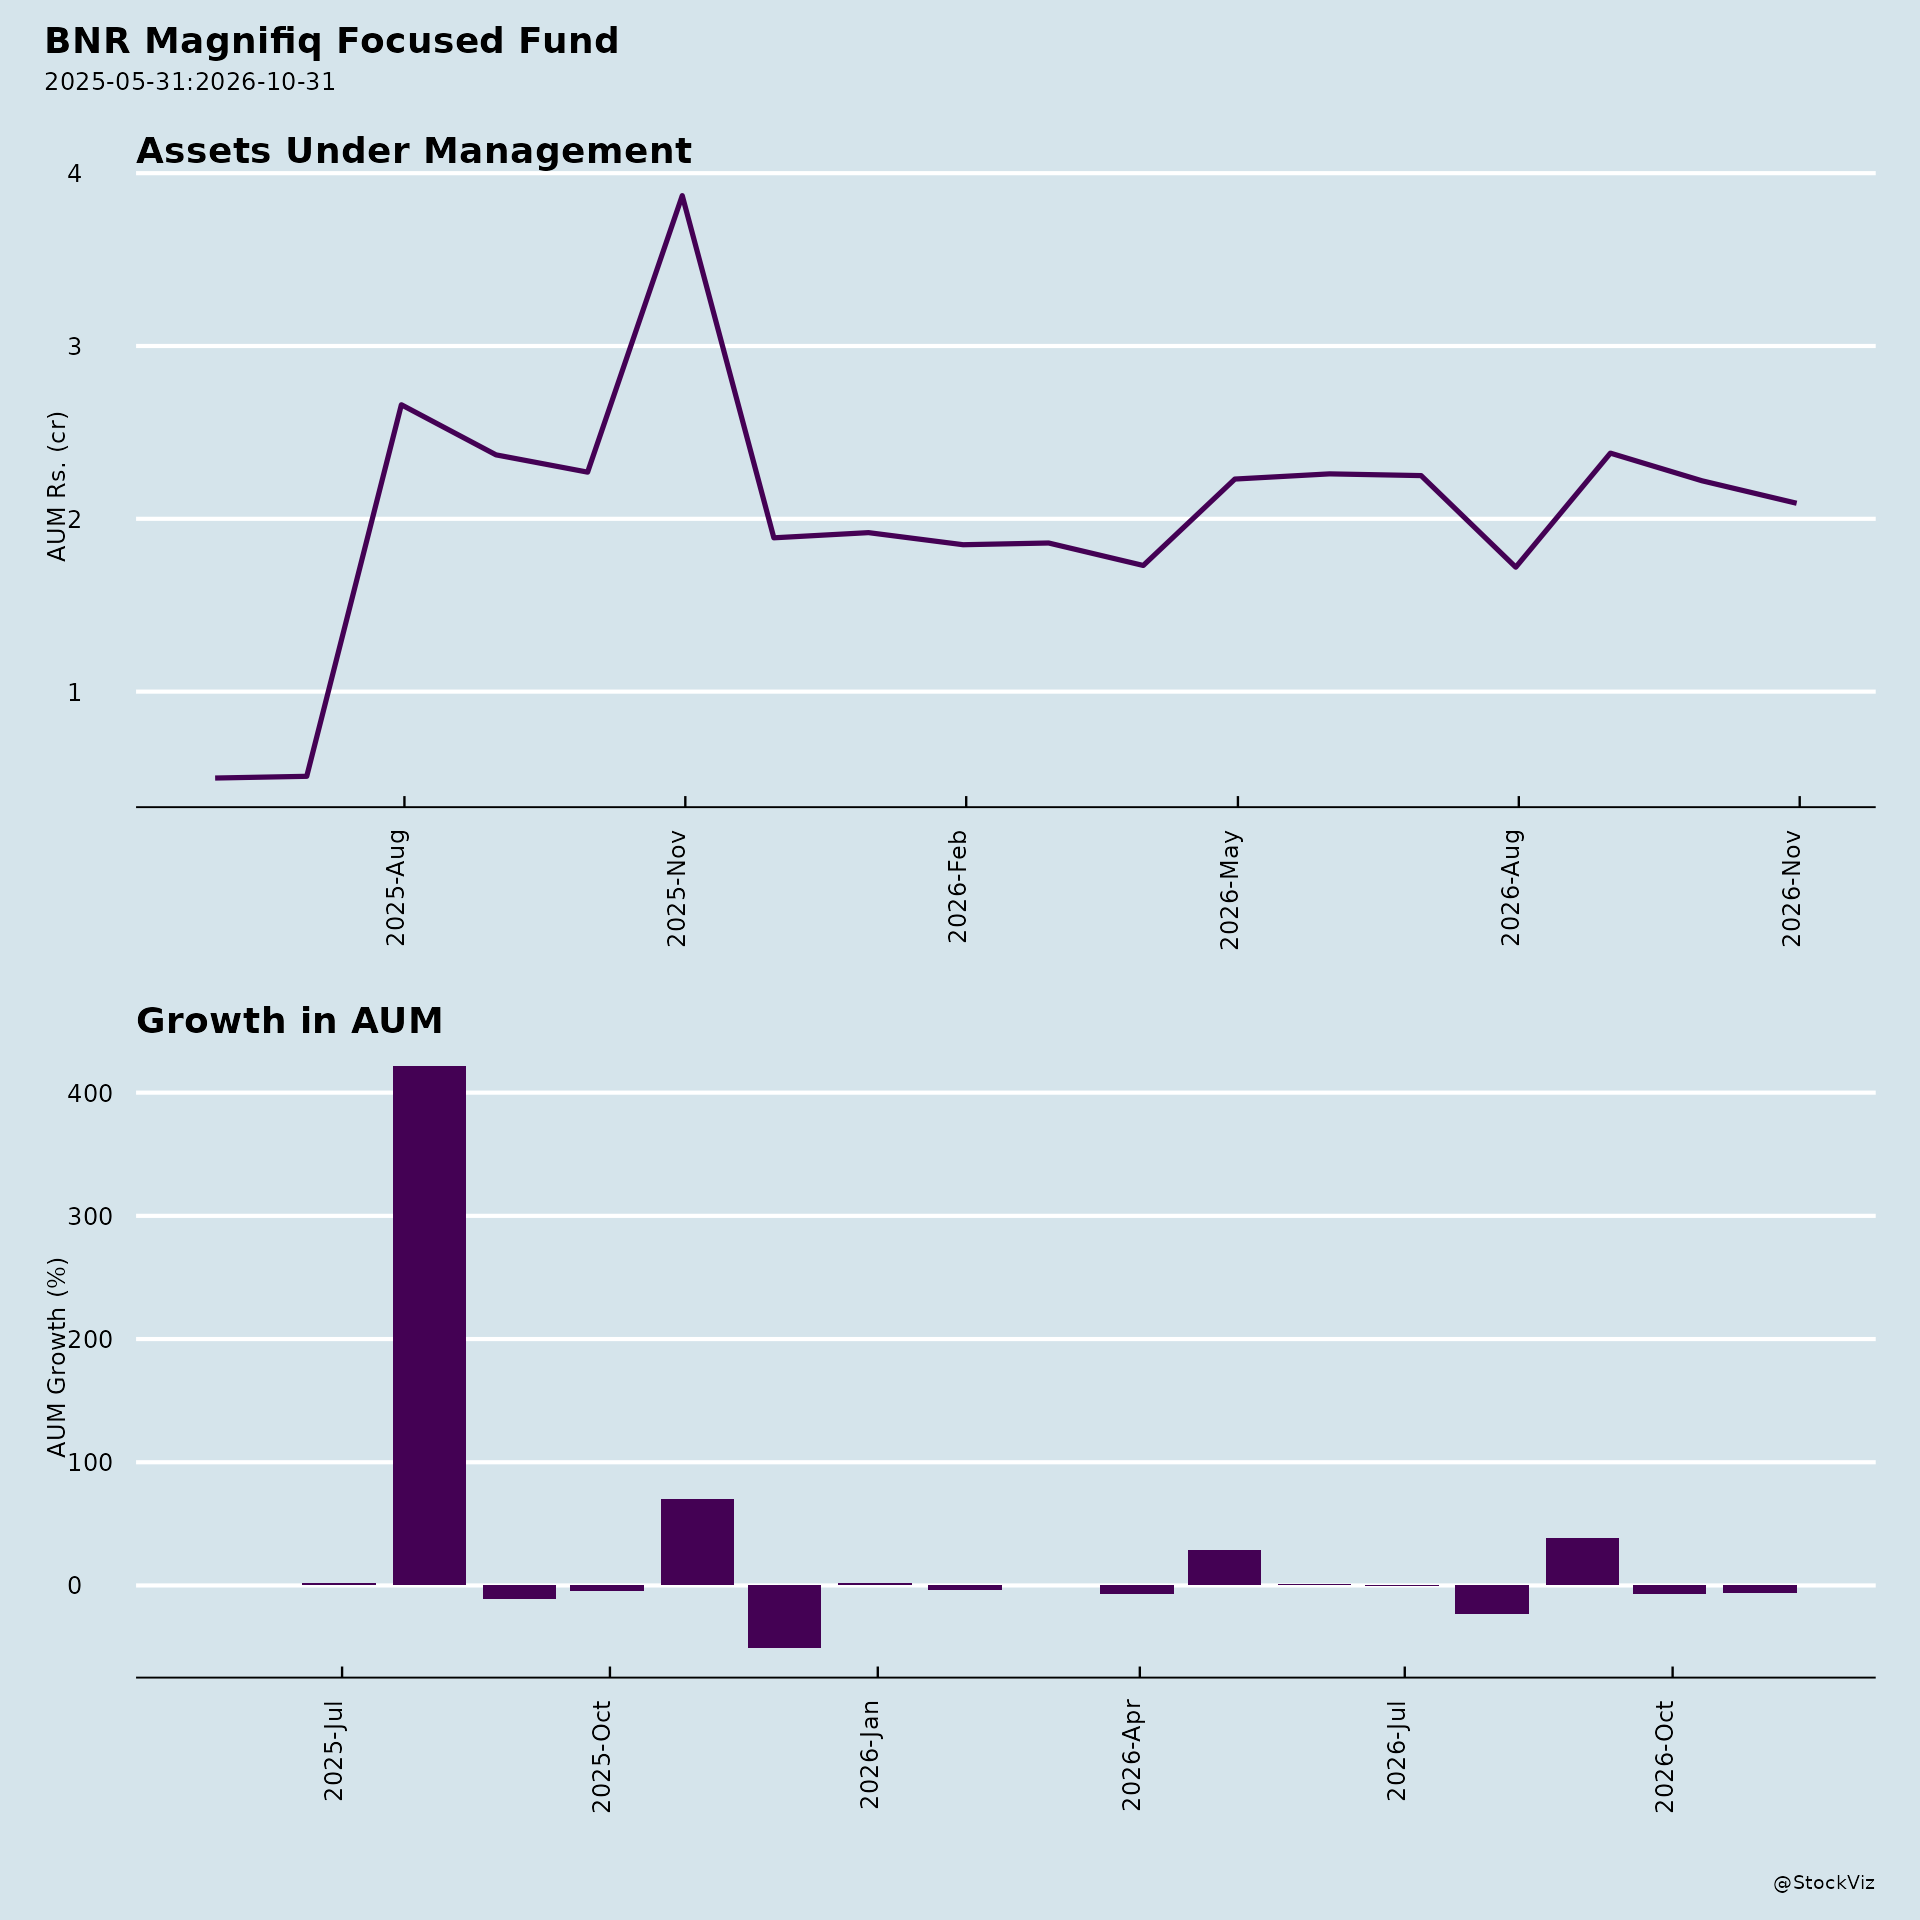 BNR Magnifiq Focused Fund
2025-05-31:2026-10-31
Assets Under Management
4
3
2
1
AUM Rs. (cr)
2025-Aug
2025-Nov
2026-Feb
2026-May
2026-Aug
2026-Nov
Growth in AUM
400
300
200
100
0
AUM Growth (%)
2025-Jul
2025-Oct
2026-Jan
2026-Apr
2026-Jul
2026-Oct
@StockViz